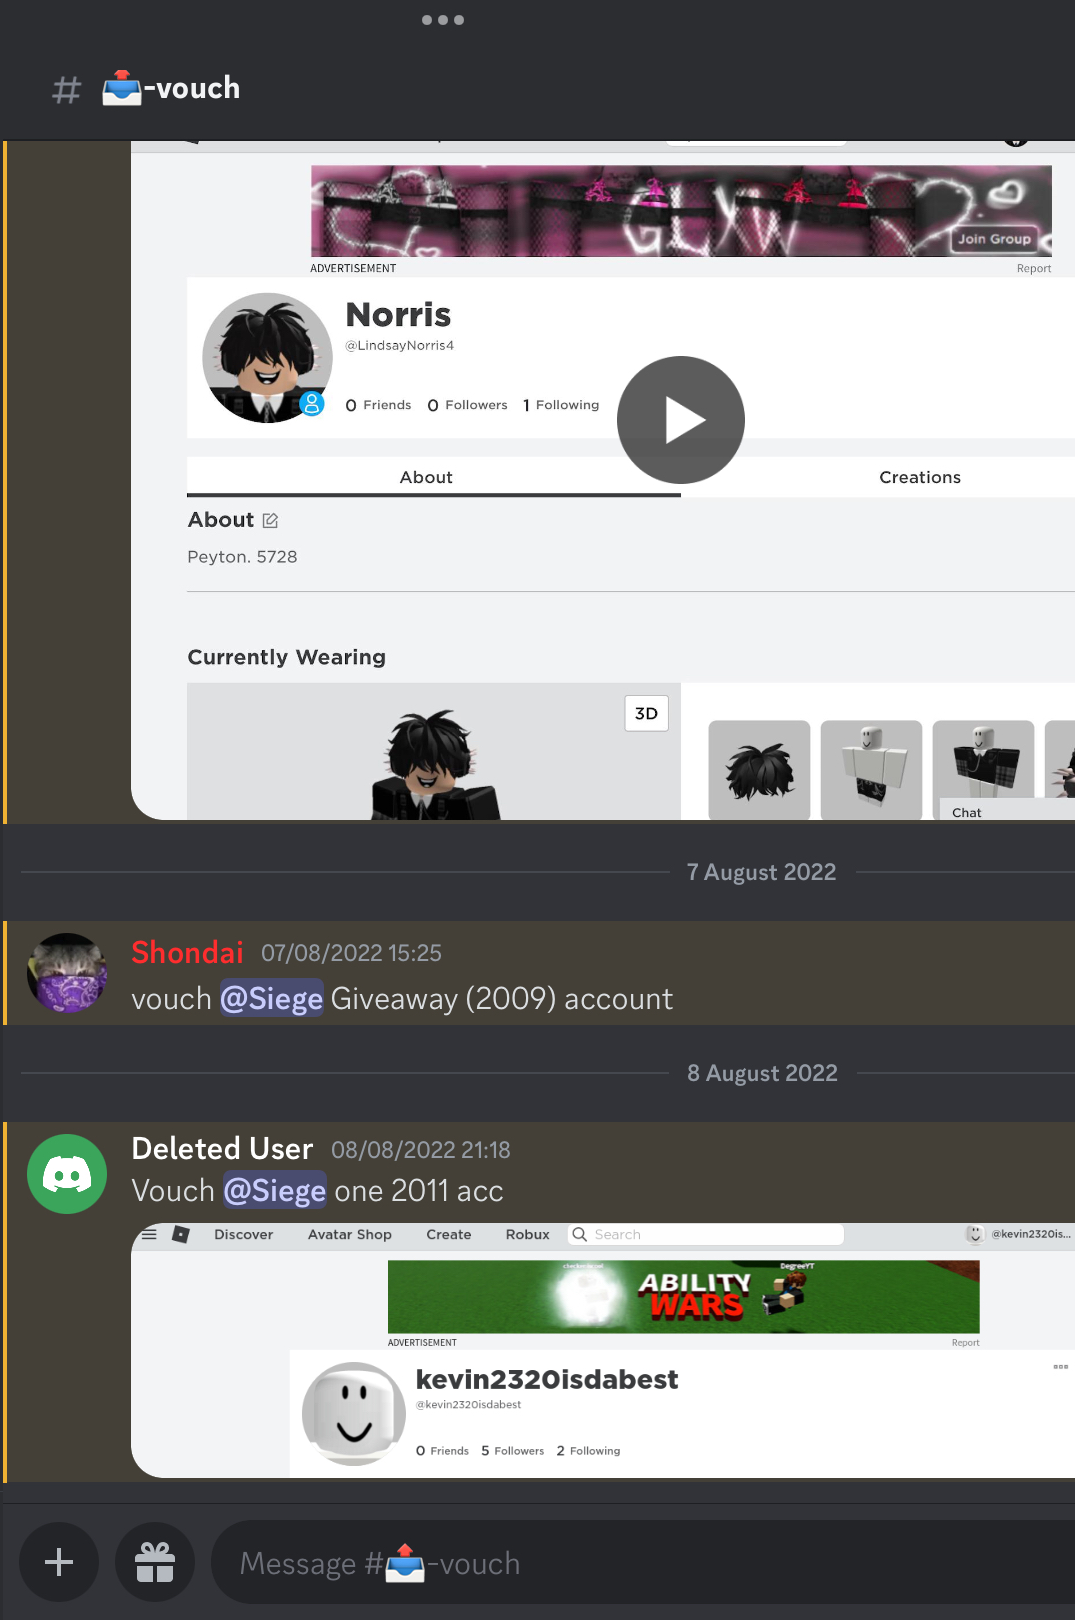 # 📤-vouch
GLXW
Join Group
ADVERTISEMENT
Report
Norris
@LindsayNorris4
0 Friends 0 Followers 1 Following
About
Creations
About
Peyton. 5728
Currently Wearing
3D
Chat
7 August 2022
Shondai 07/08/2022 15:25
vouch @Siege Giveaway (2009) account
8 August 2022
Deleted User 08/08/2022 21:18
Vouch @Siege one 2011 acc
Discover Avatar Shop Create Robux Search @kevin2320is...
DegreeYT
ABILITY
WARS
ADVERTISEMENT
Report
kevin2320isdabest
@kevin2320isdabest
0 Friends 5 Followers 2 Following
Message #📤-vouch